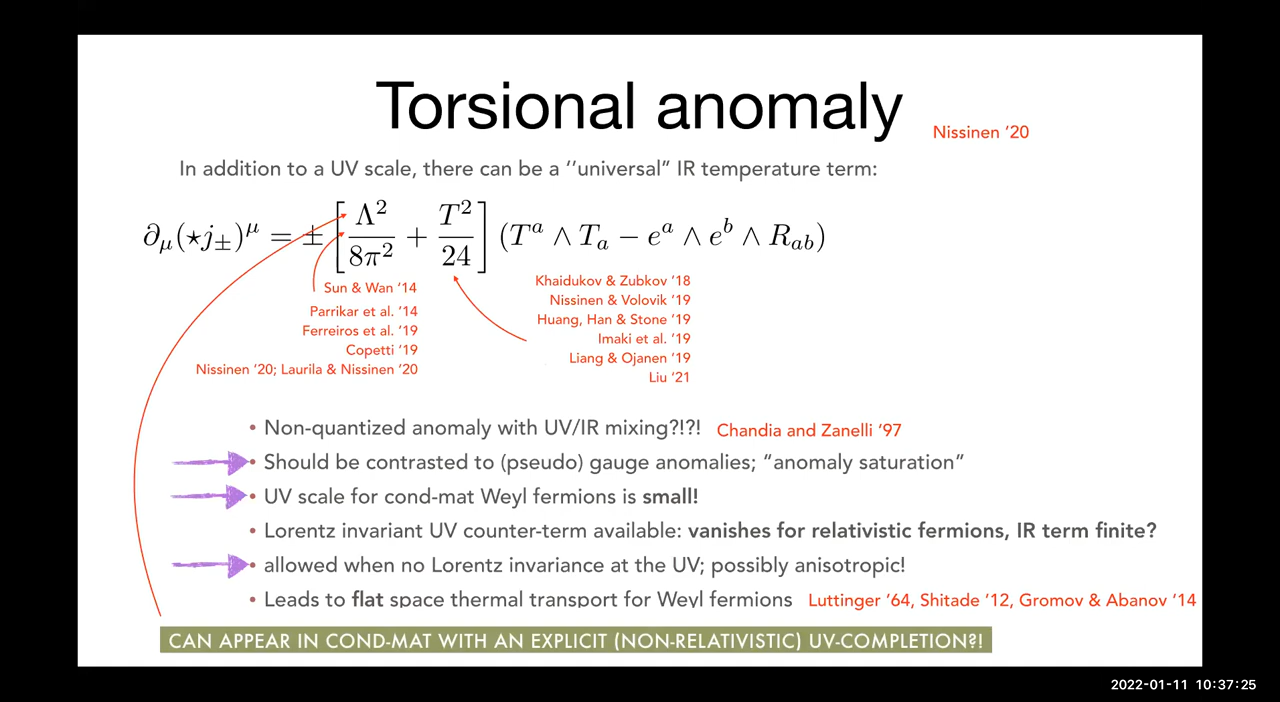 Torsional anomaly
Nissinen ’20
In addition to a UV scale, there can be a ‘‘universal” IR temperature term:
∂μ(⋆j±)^μ = ± [Λ²/8π² + T²/24] (T^a ∧ T_a − e^a ∧ e^b ∧ R_ab)
Sun & Wan ’14
Parrikar et al. ’14
Ferreiros et al. ’19
Copetti ’19
Nissinen ’20; Laurila & Nissinen ’20
Khaidukov & Zubkov ’18
Nissinen & Volovik ’19
Huang, Han & Stone ’19
Imaki et al. ’19
Liang & Ojanen ’19
Liu ’21
• Non-quantized anomaly with UV/IR mixing?!?! Chandia and Zanelli ’97
• Should be contrasted to (pseudo) gauge anomalies; “anomaly saturation”
• UV scale for cond-mat Weyl fermions is small!
• Lorentz invariant UV counter-term available: vanishes for relativistic fermions, IR term finite?
• allowed when no Lorentz invariance at the UV; possibly anisotropic!
• Leads to flat space thermal transport for Weyl fermions Luttinger ’64, Shitade ’12, Gromov & Abanov ’14
CAN APPEAR IN COND-MAT WITH AN EXPLICIT (NON-RELATIVISTIC) UV-COMPLETION?!
2022-01-11 10:37:25